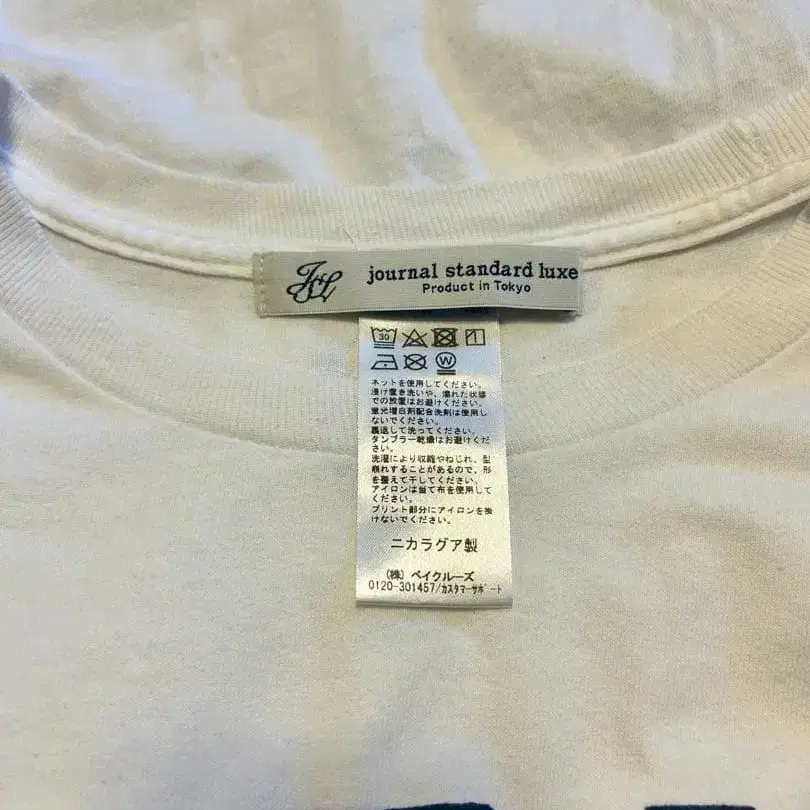 JSL journal standard luxe
Product in Tokyo
30
W
ネットを使用してください。
浸け置き洗いや、濡れた状態
での放置はお避けください。
蛍光増白剤配合洗剤は使用し
ないでください。
裏返して洗ってください。
タンブラー乾燥はお避けくだ
さい。
洗濯により収縮やねじれ、型
崩れすることがあるので、形
を整えて干してください。
アイロンは当て布を使用して
ください。
プリント部分にアイロンを掛
けないでください。
ニカラグア製
(株) ベイクルーズ
0120-301457/カスタマーサポート